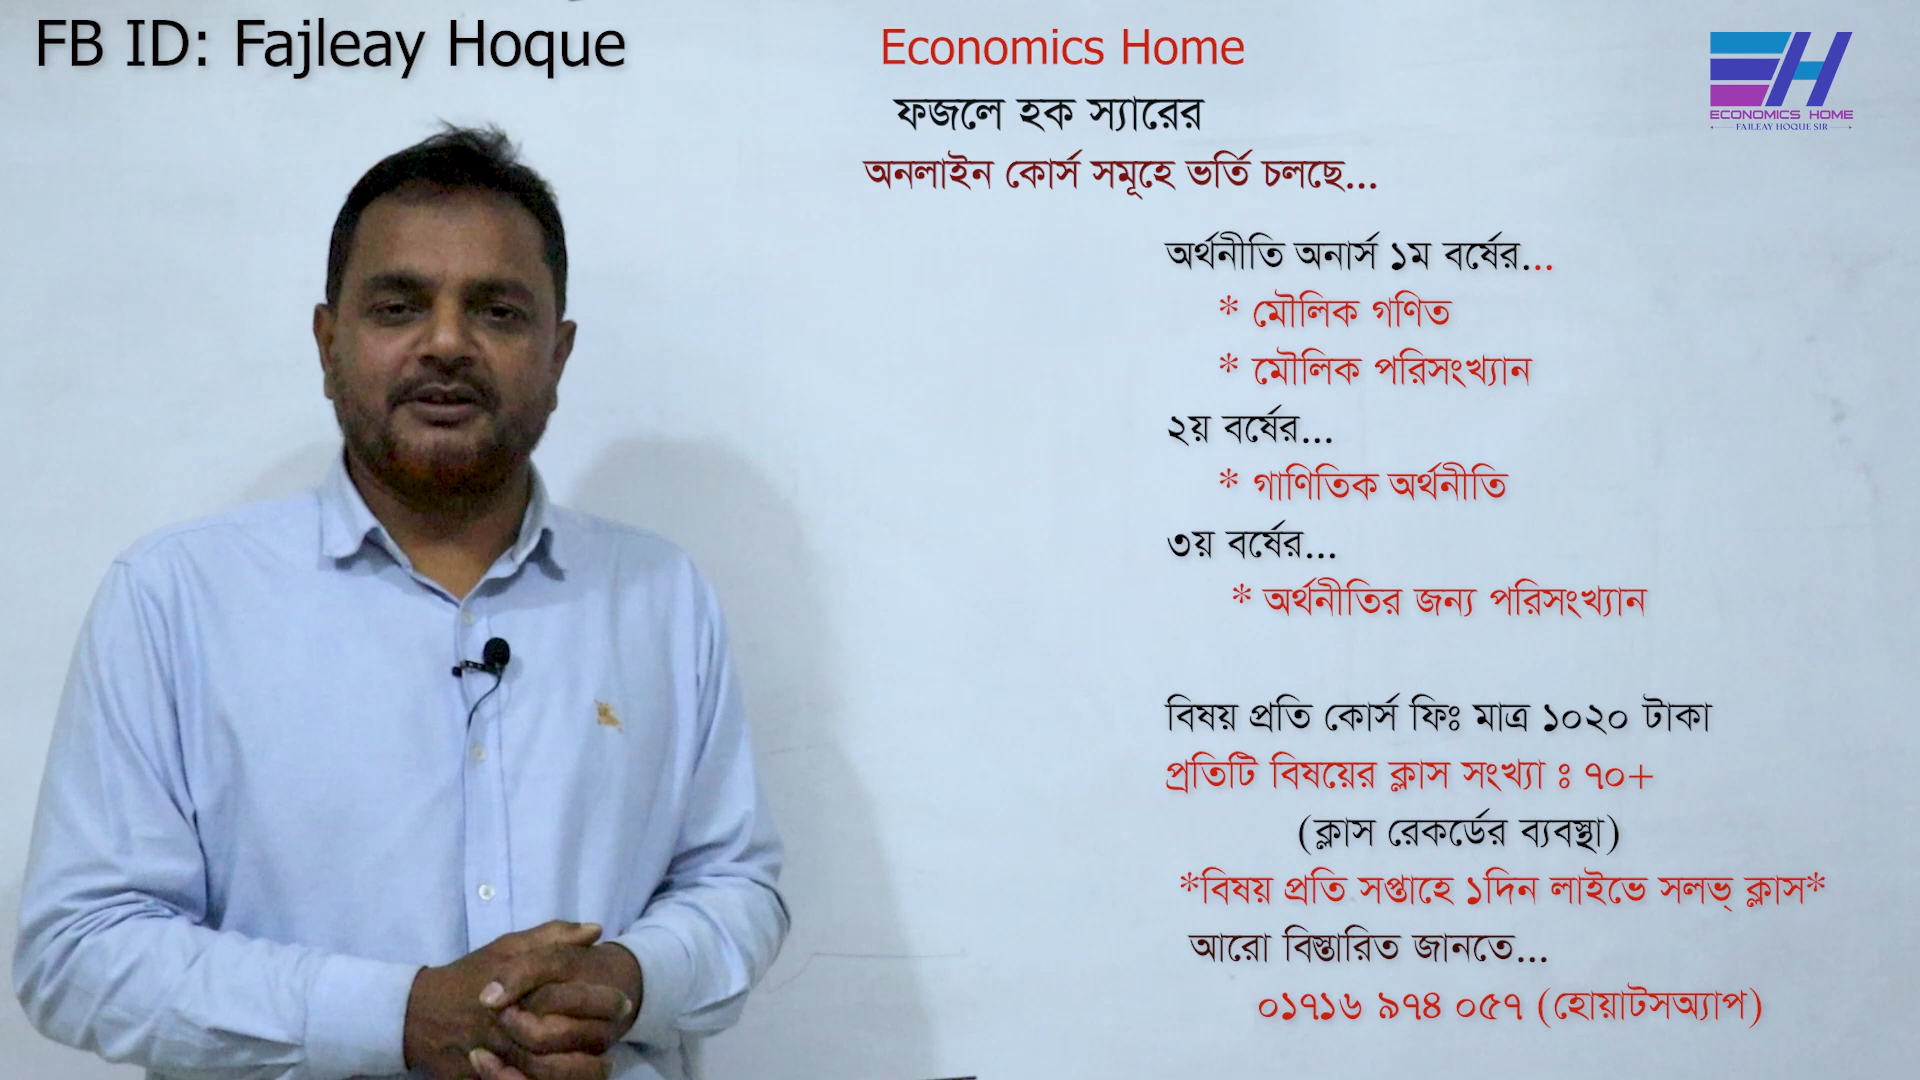 FB ID: Fajleay Hoque
Economics Home
ফজলে হক স্যারের
অনলাইন কোর্স সমূহে ভর্তি চলছে...
ECONOMICS HOME
FAJLEAY HOQUE SIR
অর্থনীতি অনার্স ১ম বর্ষের...
* মৌলিক গণিত
* মৌলিক পরিসংখ্যান
২য় বর্ষের...
* গাণিতিক অর্থনীতি
৩য় বর্ষের...
* অর্থনীতির জন্য পরিসংখ্যান
বিষয় প্রতি কোর্স ফিঃ মাত্র ১০২০ টাকা
প্রতিটি বিষয়ের ক্লাস সংখ্যা ঃ ৭০+
(ক্লাস রেকর্ডের ব্যবস্থা)
*বিষয় প্রতি সপ্তাহে ১দিন লাইভে সলভ্ ক্লাস*
আরো বিস্তারিত জানতে...
০১৭১৬ ৯৭৪ ০৫৭ (হোয়াটসঅ্যাপ)